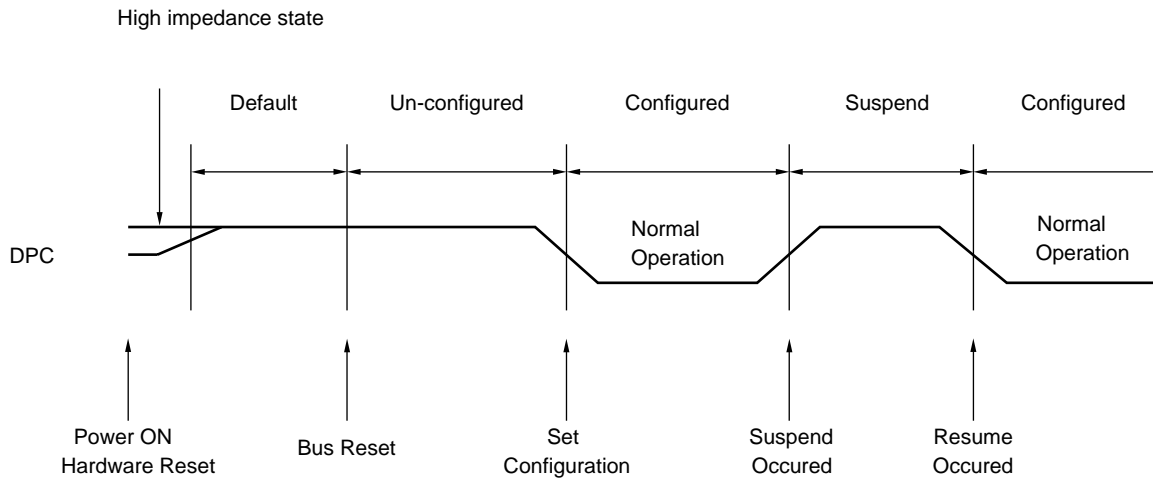 High impedance state
Default
Un-configured
Configured
Suspend
Configured
DPC
Normal
Operation
Normal
Operation
Power ON
Hardware Reset
Bus Reset
Set
Configuration
Suspend
Occured
Resume
Occured